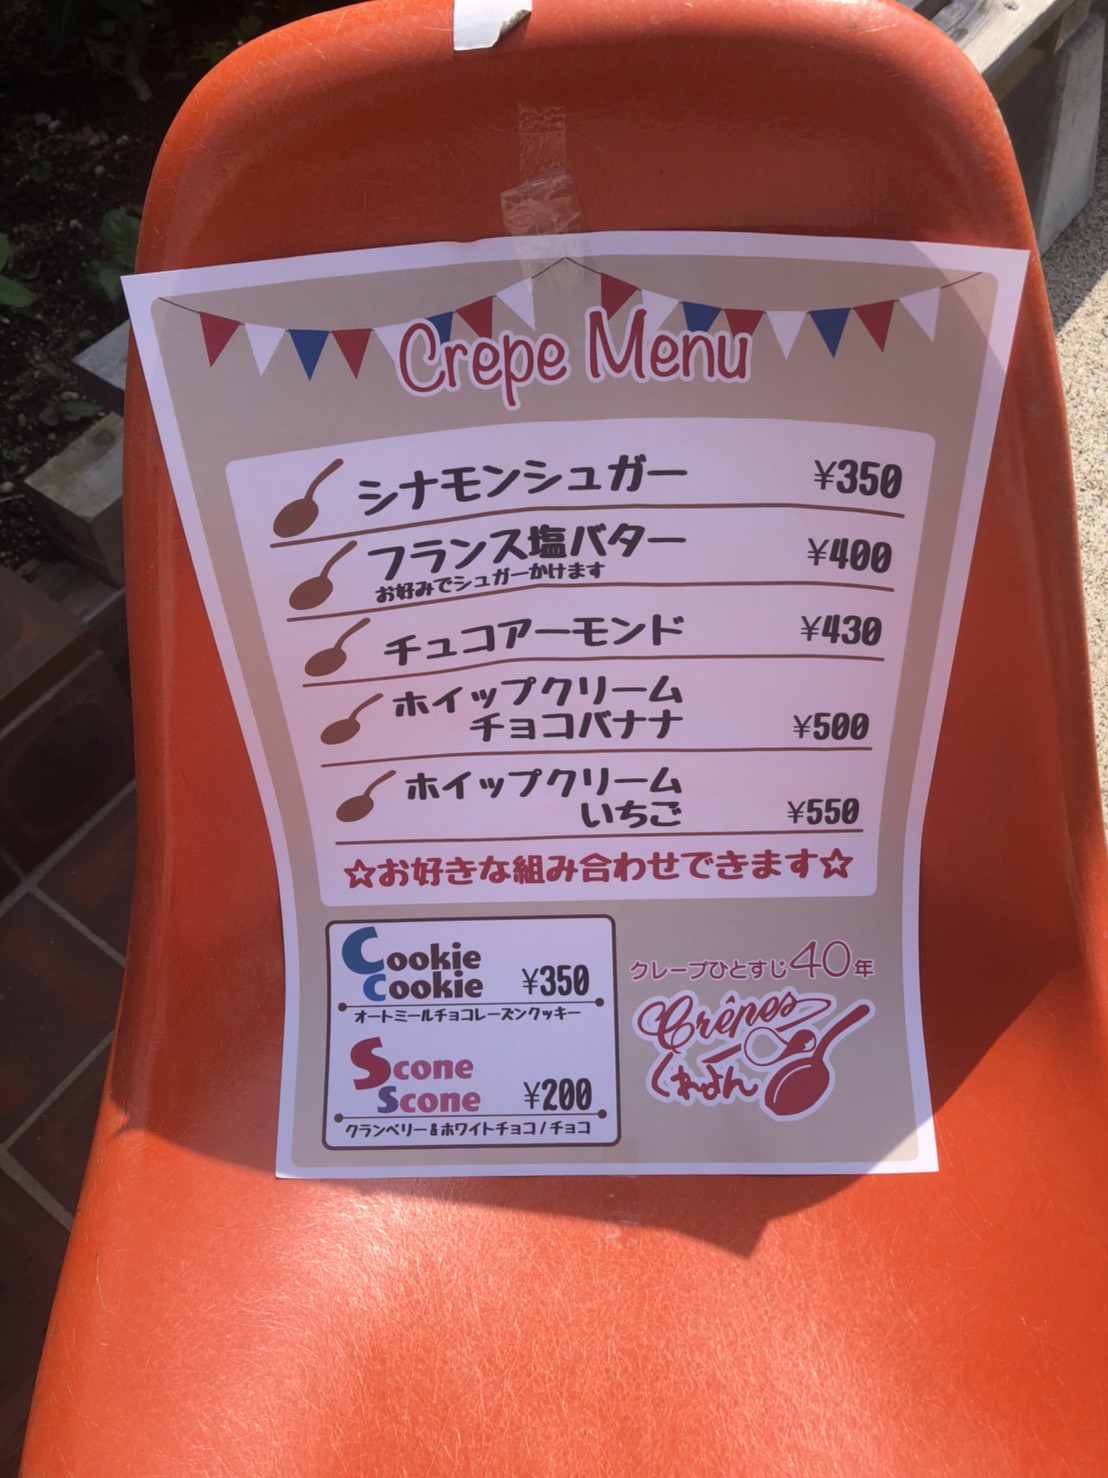 Crepe Menu
シナモンシュガー ¥350
フランス塩バター ¥400
お好みでシュガーかけます
チュコアーモンド ¥430
ホイップクリーム
チョコバナナ ¥500
ホイップクリーム
いちご ¥550
☆お好きな組み合わせできます☆
Cookie
Cookie ¥350
オートミールチョコレーズンクッキー
Scone
Scone ¥200
クランベリー&ホワイトチョコ/チョコ
クレープひとすじ40年
Crêpes
くれよん